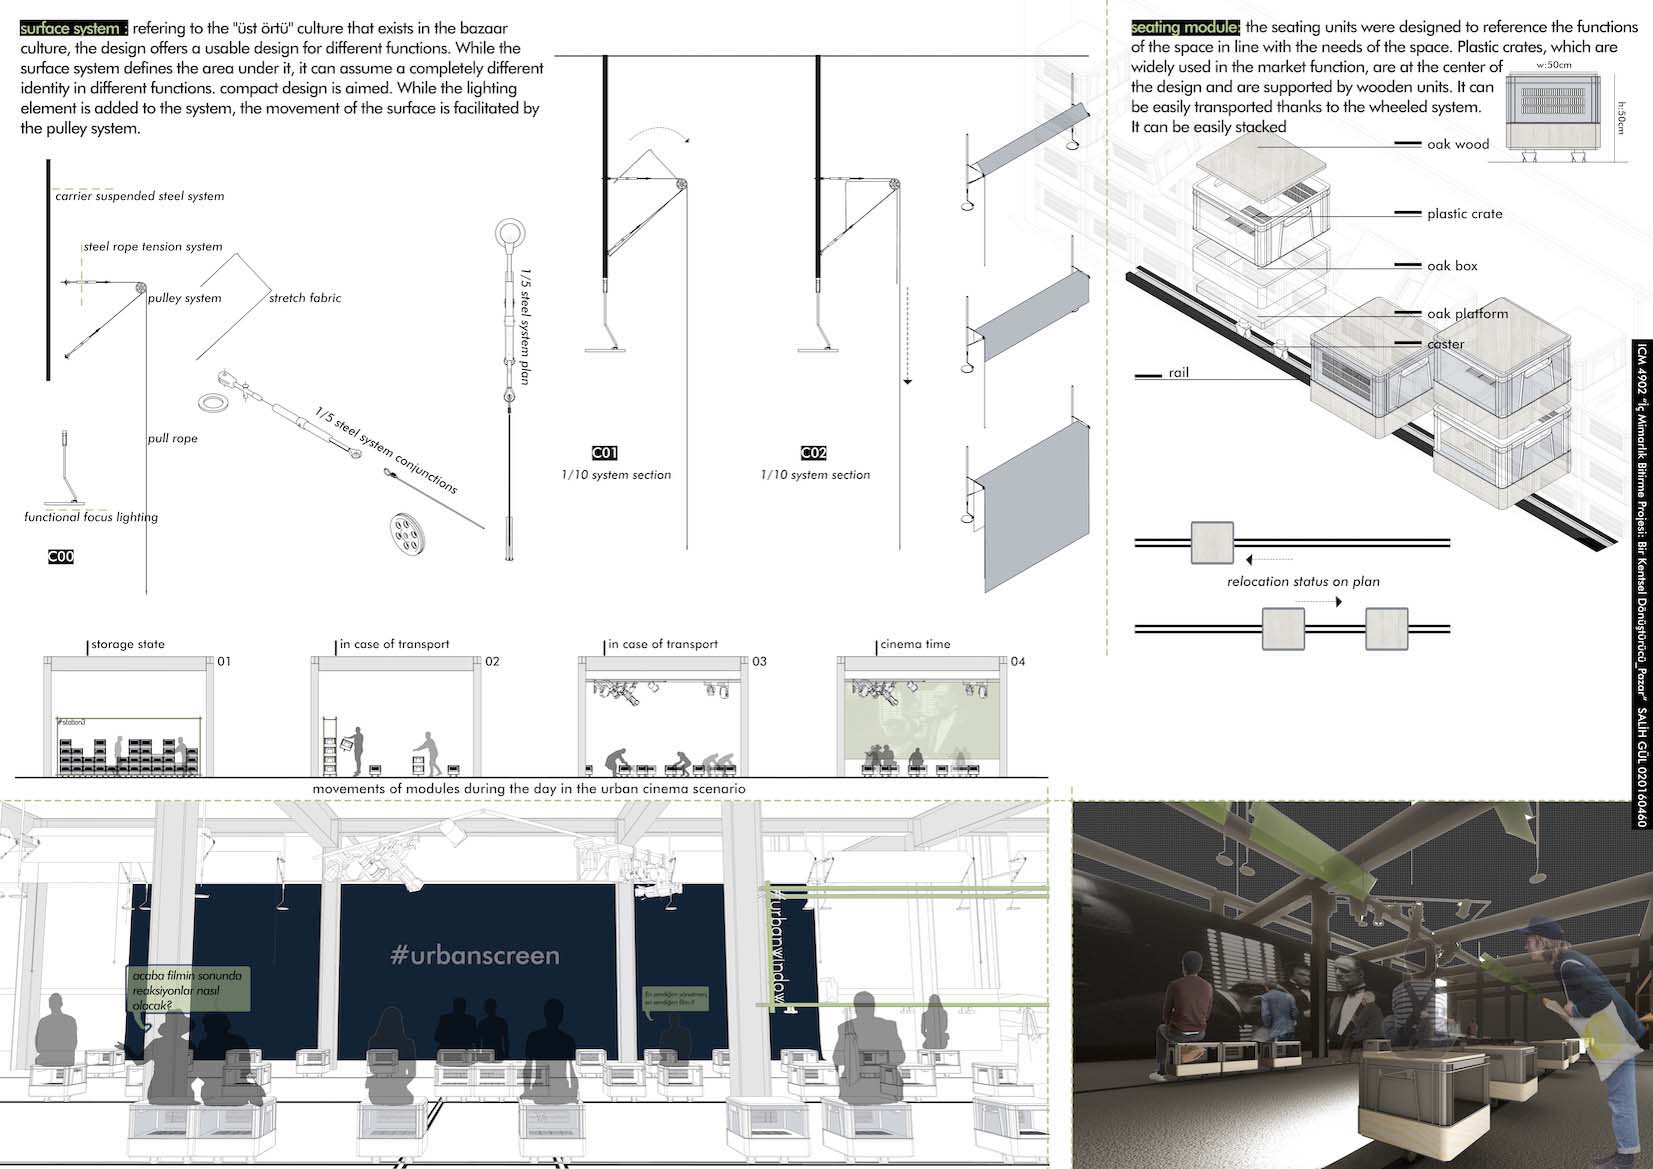 surface system : refering to the "üst örtü" culture that exists in the bazaar
culture, the design offers a usable design for different functions. While the
surface system defines the area under it, it can assume a completely different
identity in different functions. compact design is aimed. While the lighting
element is added to the system, the movement of the surface is facilitated by
the pulley system.
carrier suspended steel system
steel rope tension system
pulley system
stretch fabric
pull rope
functional focus lighting
C00
1/5 steel system conjunctions
1/5 steel system plan
C01
1/10 system section
C02
1/10 system section
seating module: the seating units were designed to reference the functions
of the space in line with the needs of the space. Plastic crates, which are
widely used in the market function, are at the center of
the design and are supported by wooden units. It can
be easily transported thanks to the wheeled system.
It can be easily stacked
w:50cm
h:50cm
oak wood
plastic crate
oak box
oak platform
caster
rail
relocation status on plan
ICM 4902 "İç Mimarlık Bitirme Projesi: Bir Kentsel Dönüştürücü_Pazar" SALİH GÜL 020160460
storage state
01
#station3
in case of transport
02
in case of transport
03
cinema time
04
movements of modules during the day in the urban cinema scenario
#urbanscreen
#urbanwindow
acaba filmin sonunda
reaksiyonlar nasıl
olacak?
En sevdiğim yönetmen,
en sevdiğim film !!